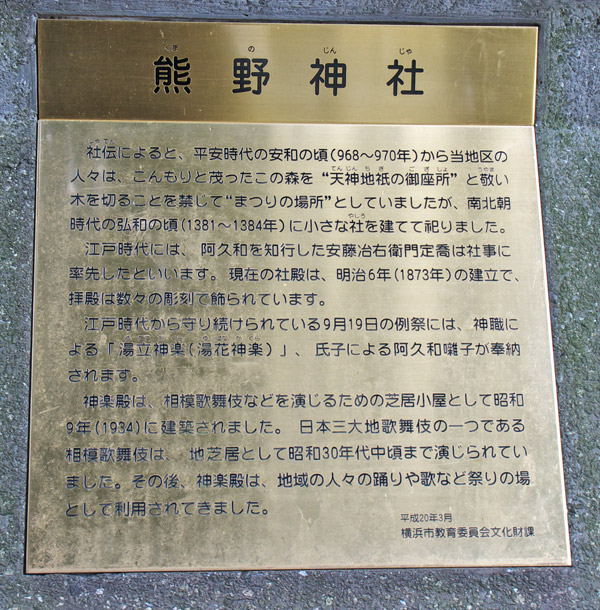 熊野神社
社伝によると、平安時代の安和の頃(968〜970年)から当地区の
人々は、こんもりと茂ったこの森を“天神地祇の御座所”と敬い
木を切ることを禁じて“まつりの場所”としていましたが、南北朝
時代の弘和の頃(1381〜1384年)に小さな社を建てて祀りました。
江戸時代には、阿久和を知行した安藤治右衛門定喬は社事に
率先したといいます。現在の社殿は、明治6年(1873年)の建立で、
拝殿は数々の彫刻で飾られています。
江戸時代から守り続けられている9月19日の例祭には、神職に
よる「湯立神楽(湯花神楽)」、氏子による阿久和囃子が奉納
されます。
神楽殿は、相模歌舞伎などを演じるための芝居小屋として昭和
9年(1934)に建築されました。日本三大地歌舞伎の一つである
相模歌舞伎は、地芝居として昭和30年代中頃まで演じられてい
ました。その後、神楽殿は、地域の人々の踊りや歌など祭りの場
として利用されてきました。
平成20年3月
横浜市教育委員会文化財課